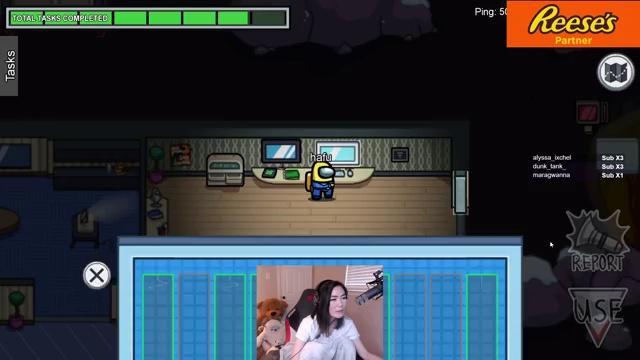 TOTAL TASKS COMPLETED
Ping: 50
Reese's
Partner
Tasks
hafu
alyssa_ixchel Sub X3
dunk_tank_ Sub X3
maragwanna Sub X1
REPORT
USE